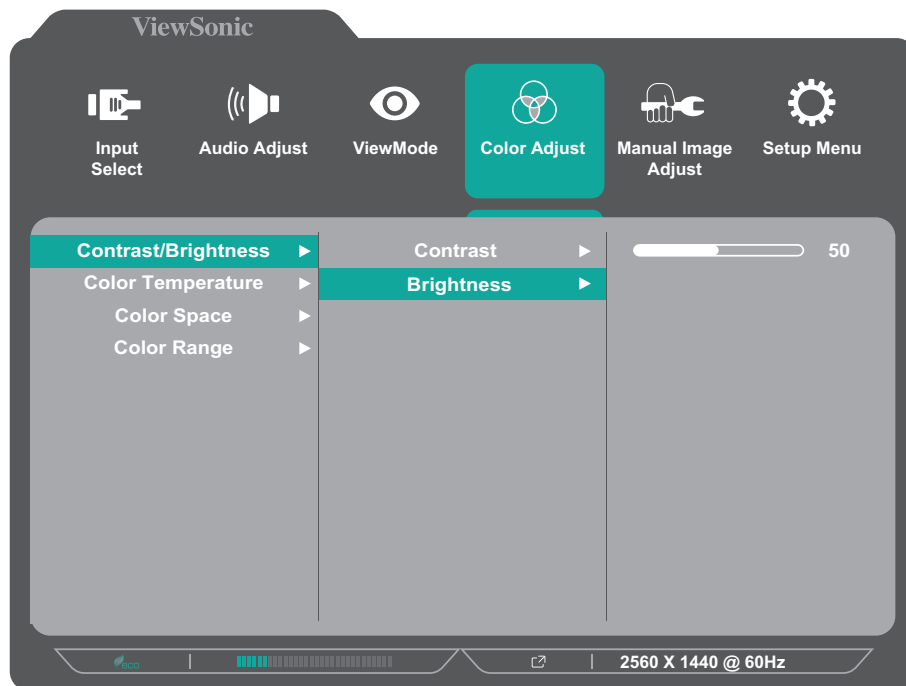 ViewSonic
Input
Select
Audio Adjust
ViewMode
Color Adjust
Manual Image
Adjust
Setup Menu
Contrast/Brightness
Contrast
50
Color Temperature
Brightness
Color Space
Color Range
eco
2560 X 1440 @ 60Hz